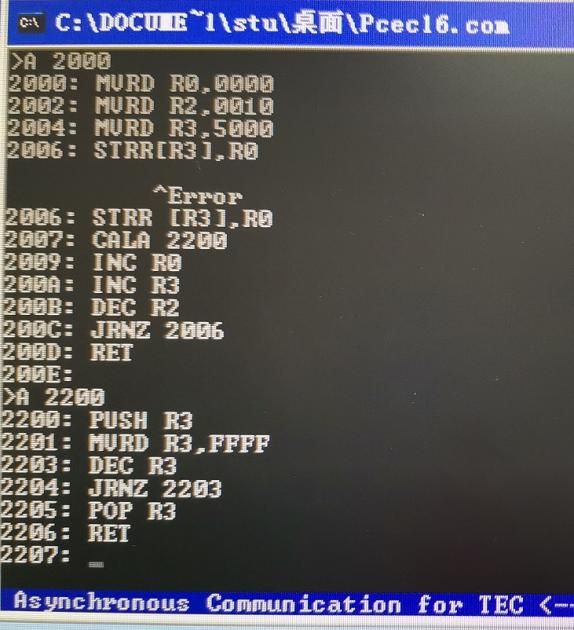 C:\ C:\DOCUME~1\stu\桌面\Pcec16.com
>A 2000
2000: MVRD R0,0000
2002: MVRD R2,0010
2004: MVRD R3,5000
2006: STRR[R3],R0
^Error
2006: STRR [R3],R0
2007: CALA 2200
2009: INC R0
200A: INC R3
200B: DEC R2
200C: JRNZ 2006
200D: RET
200E:
>A 2200
2200: PUSH R3
2201: MVRD R3,FFFF
2203: DEC R3
2204: JRNZ 2203
2205: POP R3
2206: RET
2207: _
Asynchronous Communication for TEC <--